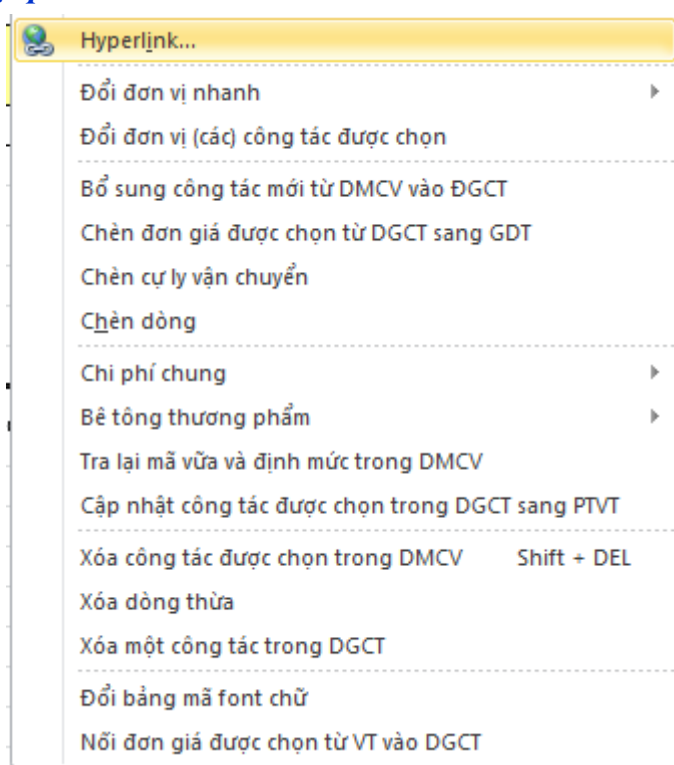 Hyperlink...
Đổi đơn vị nhanh
Đổi đơn vị (các) công tác được chọn
Bổ sung công tác mới từ DMCV vào ĐGCT
Chèn đơn giá được chọn từ DGCT sang GDT
Chèn cự ly vận chuyển
Chèn dòng
Chi phí chung
Bê tông thương phẩm
Tra lại mã vữa và định mức trong DMCV
Cập nhật công tác được chọn trong DGCT sang PTVT
Xóa công tác được chọn trong DMCV Shift + DEL
Xóa dòng thừa
Xóa một công tác trong DGCT
Đổi bảng mã font chữ
Nối đơn giá được chọn từ VT vào DGCT